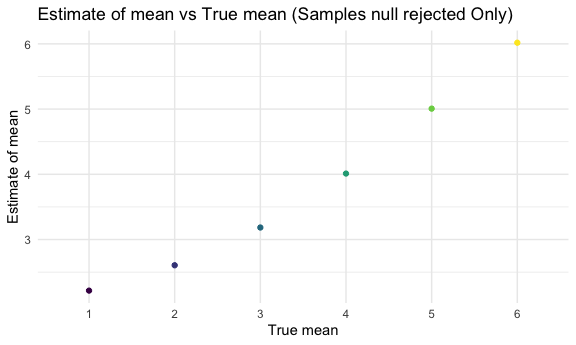 Estimate of mean vs True mean (Samples null rejected Only)
6
5
4
3
Estimate of mean
1 2 3 4 5 6
True mean